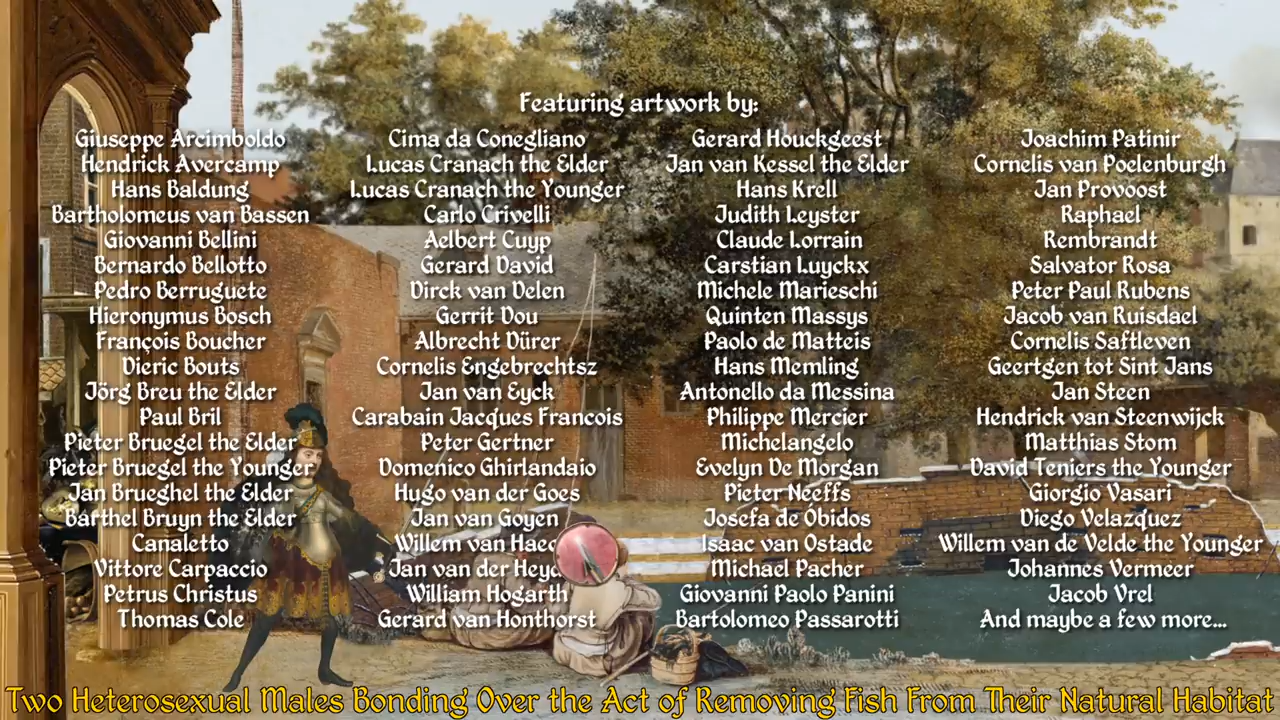 Featuring artwork by:
Giuseppe Arcimboldo
Hendrick Avercamp
Hans Baldung
Bartholomeus van Bassen
Giovanni Bellini
Bernardo Bellotto
Pedro Berruguete
Hieronymus Bosch
François Boucher
Dieric Bouts
Jörg Breu the Elder
Paul Bril
Pieter Bruegel the Elder
Pieter Bruegel the Younger
Jan Brueghel the Elder
Barthel Bruyn the Elder
Canaletto
Vittore Carpaccio
Petrus Christus
Thomas Cole
Cima da Conegliano
Lucas Cranach the Elder
Lucas Cranach the Younger
Carlo Crivelli
Aelbert Cuyp
Gerard David
Dirck van Delen
Gerrit Dou
Albrecht Dürer
Cornelis Engebrechtsz
Jan van Eyck
Carabain Jacques Francois
Peter Gertner
Domenico Ghirlandaio
Hugo van der Goes
Jan van Goyen
Willem van
Jan van der
William Hogarth
Gerard van Honthorst
Gerard Houckgeest
Jan van Kessel the Elder
Hans Krell
Judith Leyster
Claude Lorrain
Carstian Luyckx
Michele Marieschi
Quinten Massys
Paolo de Matteis
Hans Memling
Antonello da Messina
Philippe Mercier
Michelangelo
Evelyn De Morgan
Pieter Neeffs
Josefa de Óbidos
Isaac van Ostade
Michael Pacher
Giovanni Paolo Panini
Bartolomeo Passarotti
Joachim Patinir
Cornelis van Poelenburgh
Jan Provoost
Raphael
Rembrandt
Salvator Rosa
Peter Paul Rubens
Jacob van Ruisdael
Cornelis Saftleven
Geertgen tot Sint Jans
Jan Steen
Hendrick van Steenwijck
Matthias Stom
David Teniers the Younger
Giorgio Vasari
Diego Velazquez
Willem van de Velde the Younger
Johannes Vermeer
Jacob Vrel
And maybe a few more...
Two Heterosexual Males Bonding Over the Act of Removing Fish From Their Natural Habitat